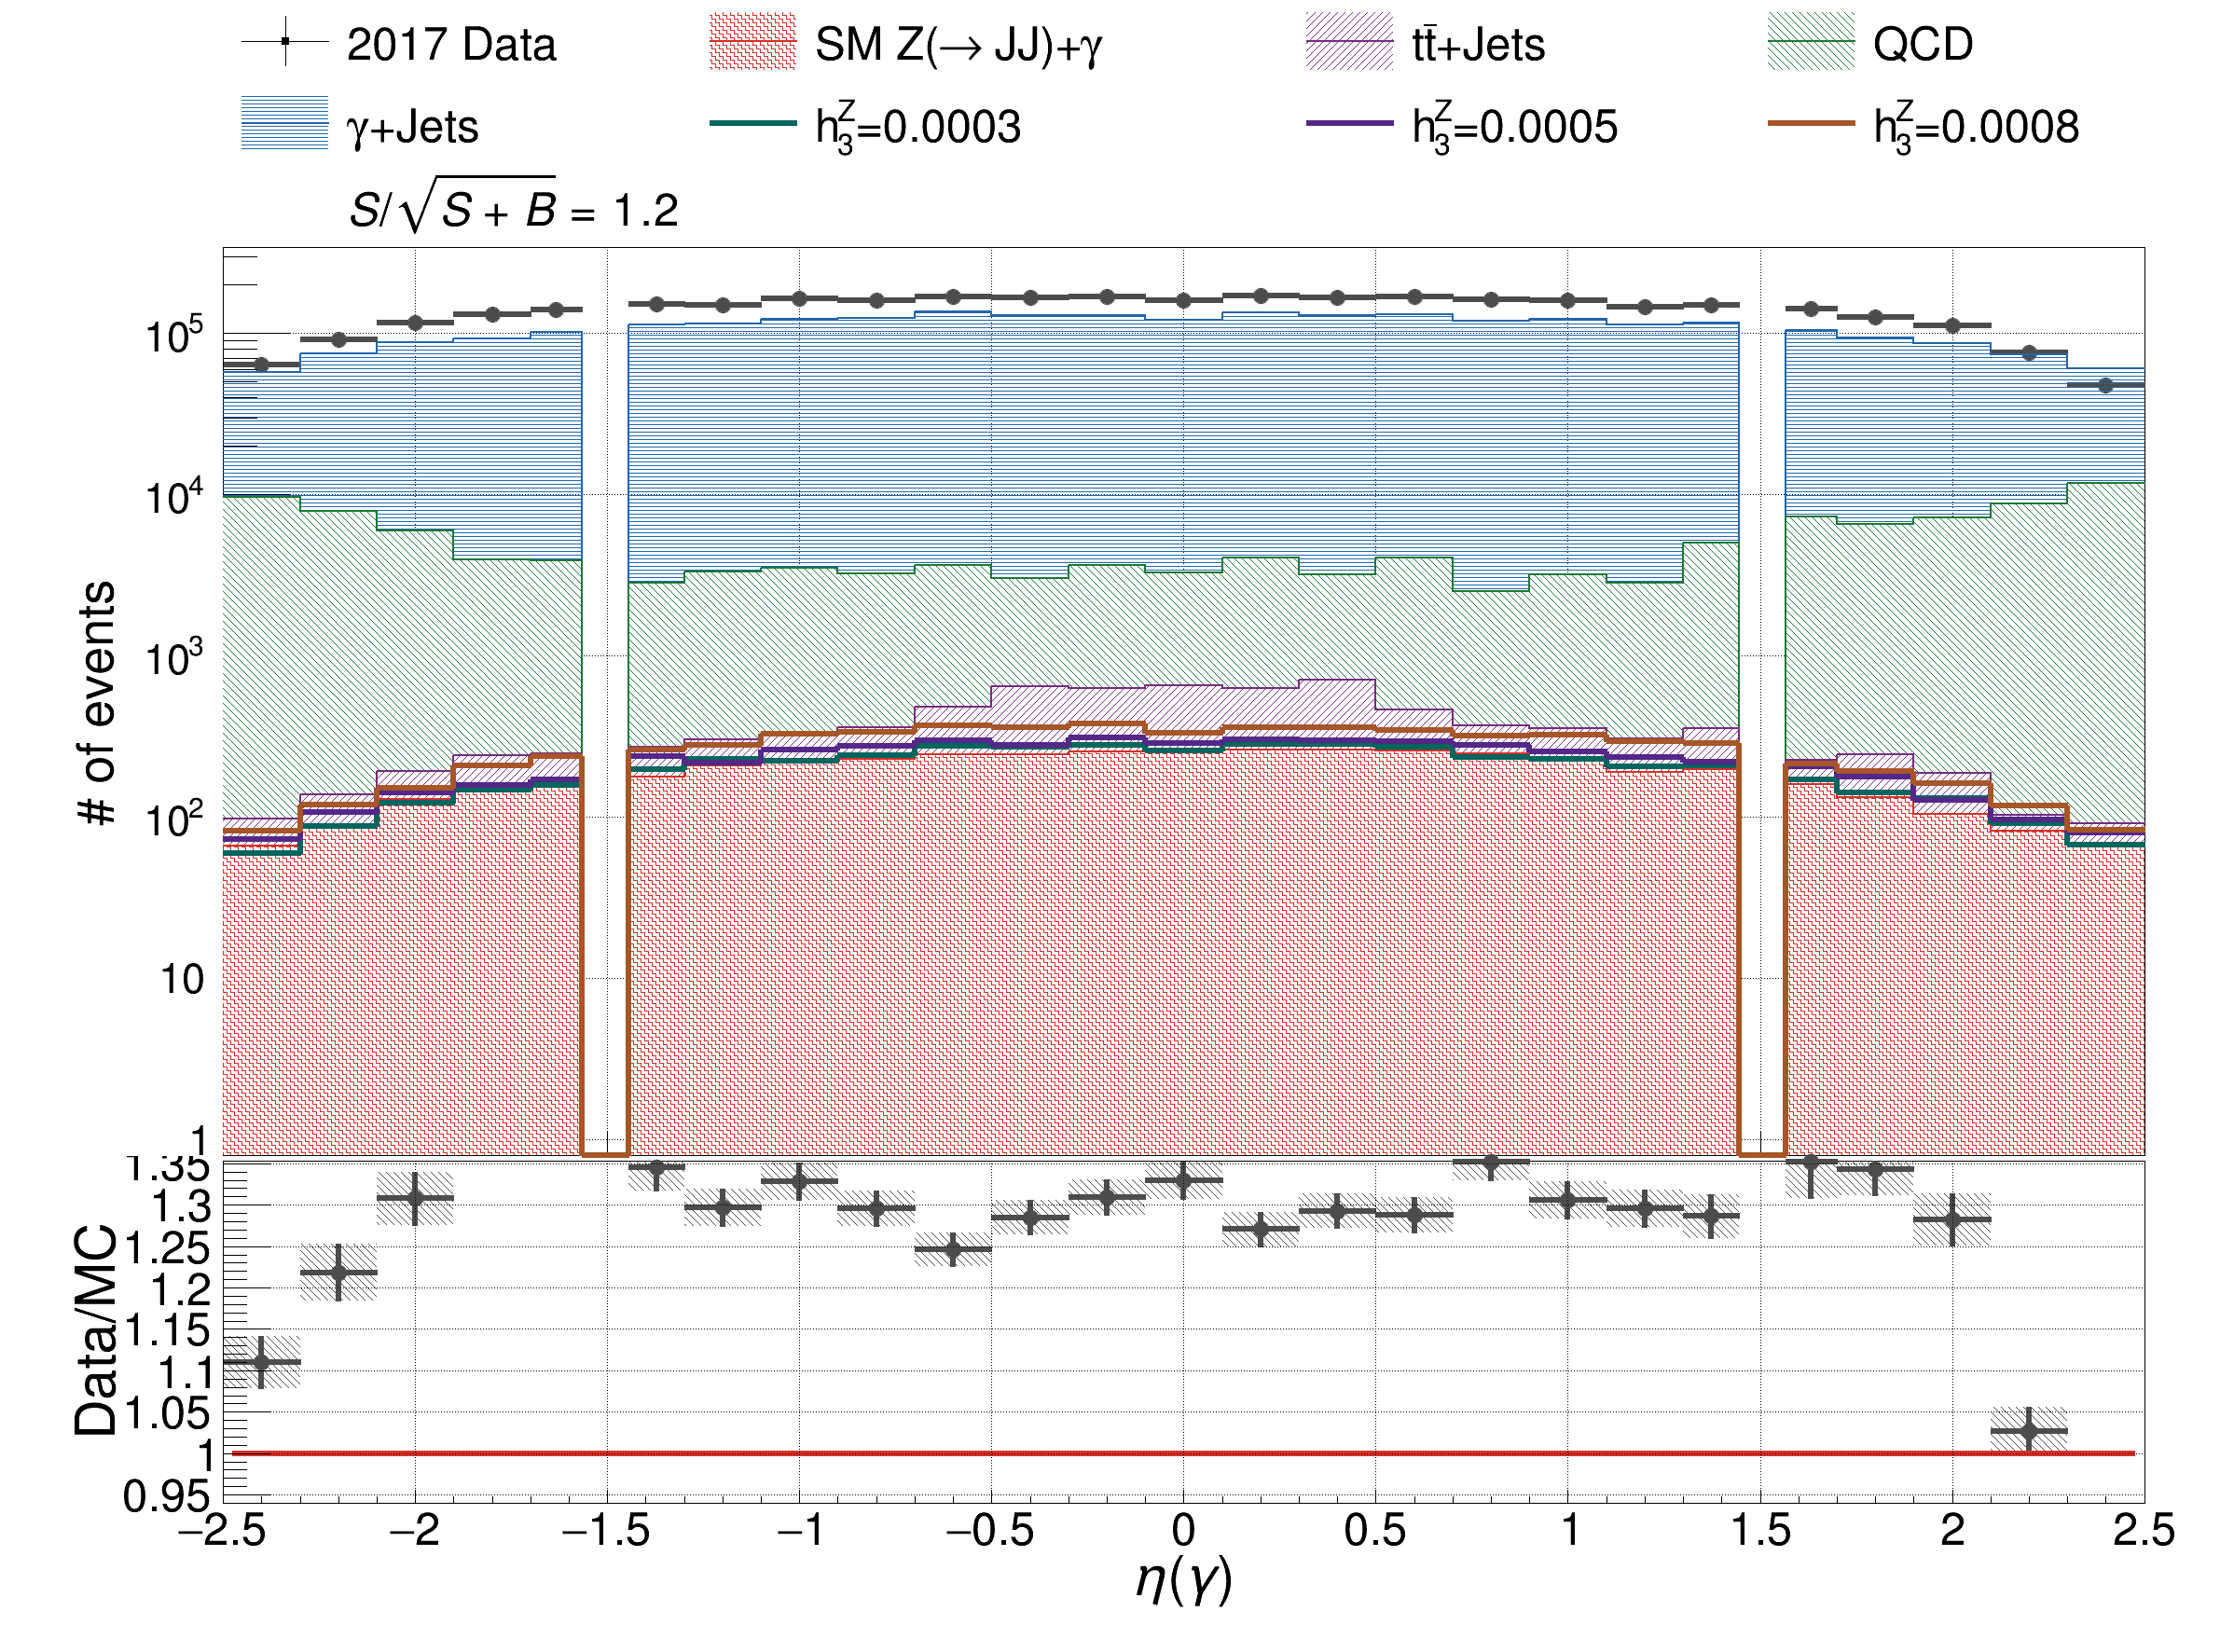 2017 Data SM Z(→ JJ)+γ tt̄+Jets QCD
γ+Jets h₃ᶻ=0.0003 h₃ᶻ=0.0005 h₃ᶻ=0.0008
S/√(S + B) = 1.2
# of events
10⁵
10⁴
10³
10²
10
1
Data/MC
1.35
1.3
1.25
1.2
1.15
1.1
1.05
1
0.95
−2.5 −2 −1.5 −1 −0.5 0 0.5 1 1.5 2 2.5
η(γ)